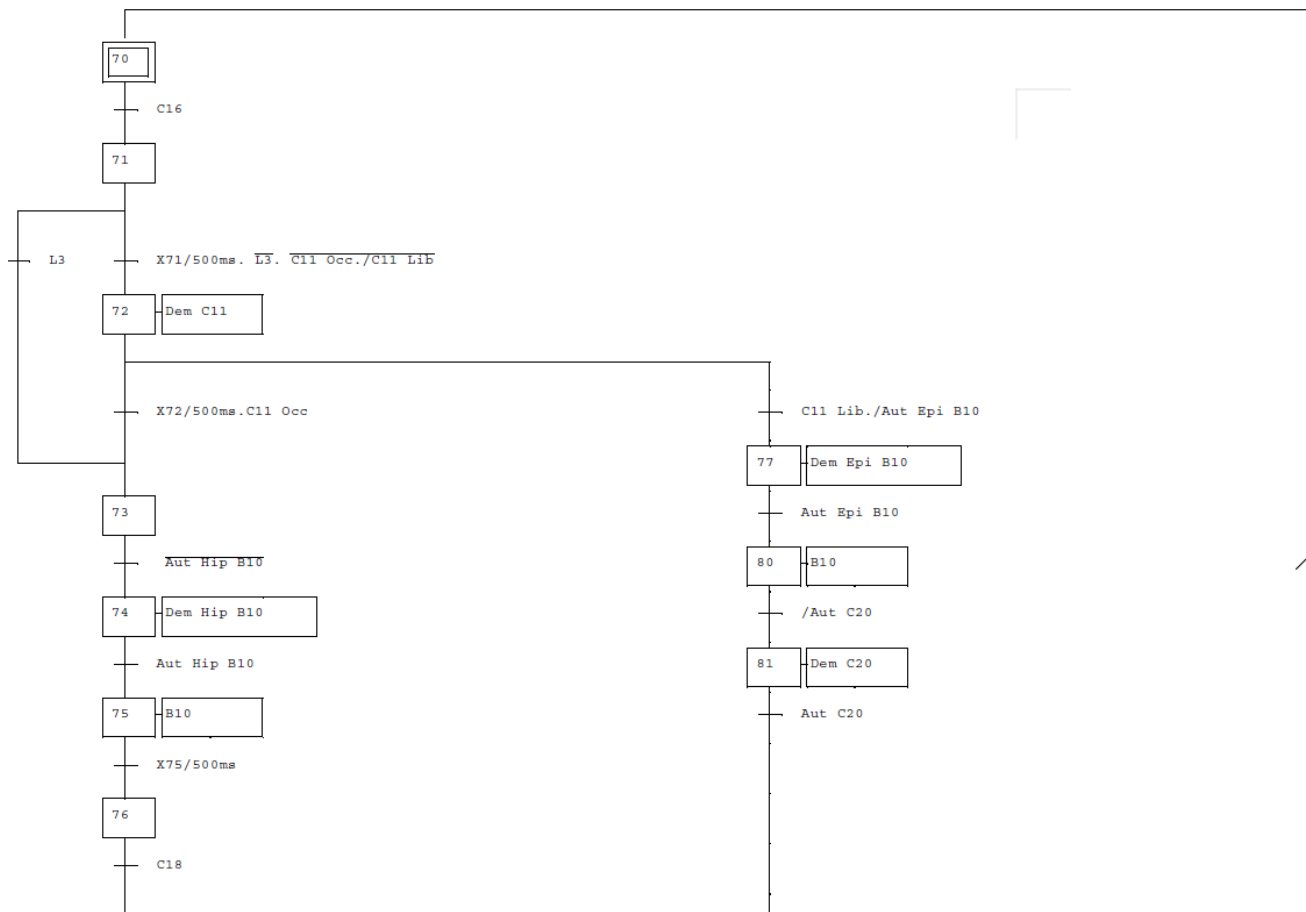 70
C16
71
L3
X71/500ms. L3. C11 Occ./C11 Lib
72 Dem C11
X72/500ms.C11 Occ
C11 Lib./Aut Epi B10
77 Dem Epi B10
73
Aut Epi B10
Aut Hip B10
80 B10
74 Dem Hip B10
/Aut C20
Aut Hip B10
81 Dem C20
75 B10
Aut C20
X75/500ms
76
C18